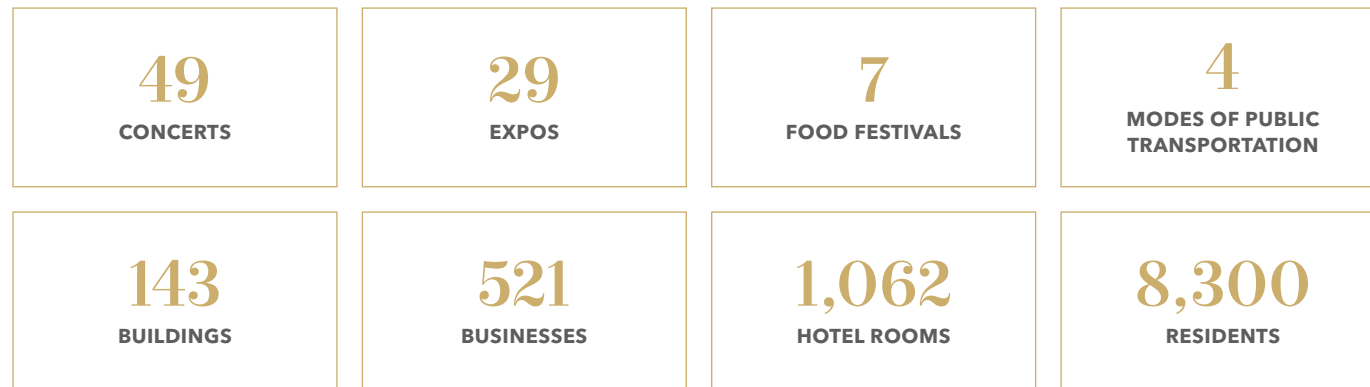 49
CONCERTS
29
EXPOS
7
FOOD FESTIVALS
4
MODES OF PUBLIC
TRANSPORTATION
143
BUILDINGS
521
BUSINESSES
1,062
HOTEL ROOMS
8,300
RESIDENTS